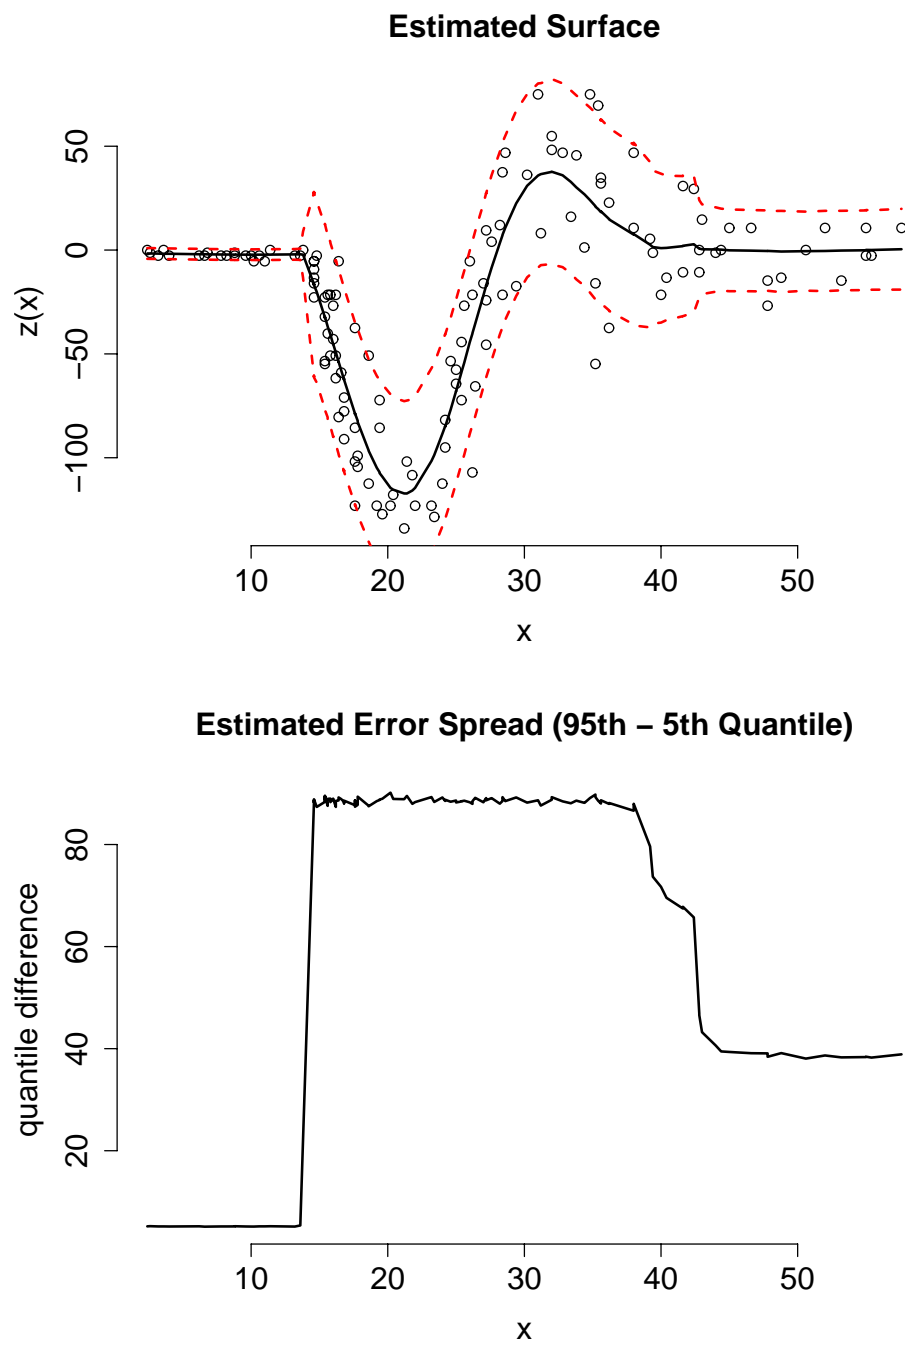 Estimated Surface
z(x)
50
0
−50
−100
10 20 30 40 50
x
Estimated Error Spread (95th − 5th Quantile)
quantile difference
80
60
40
20
10 20 30 40 50
x